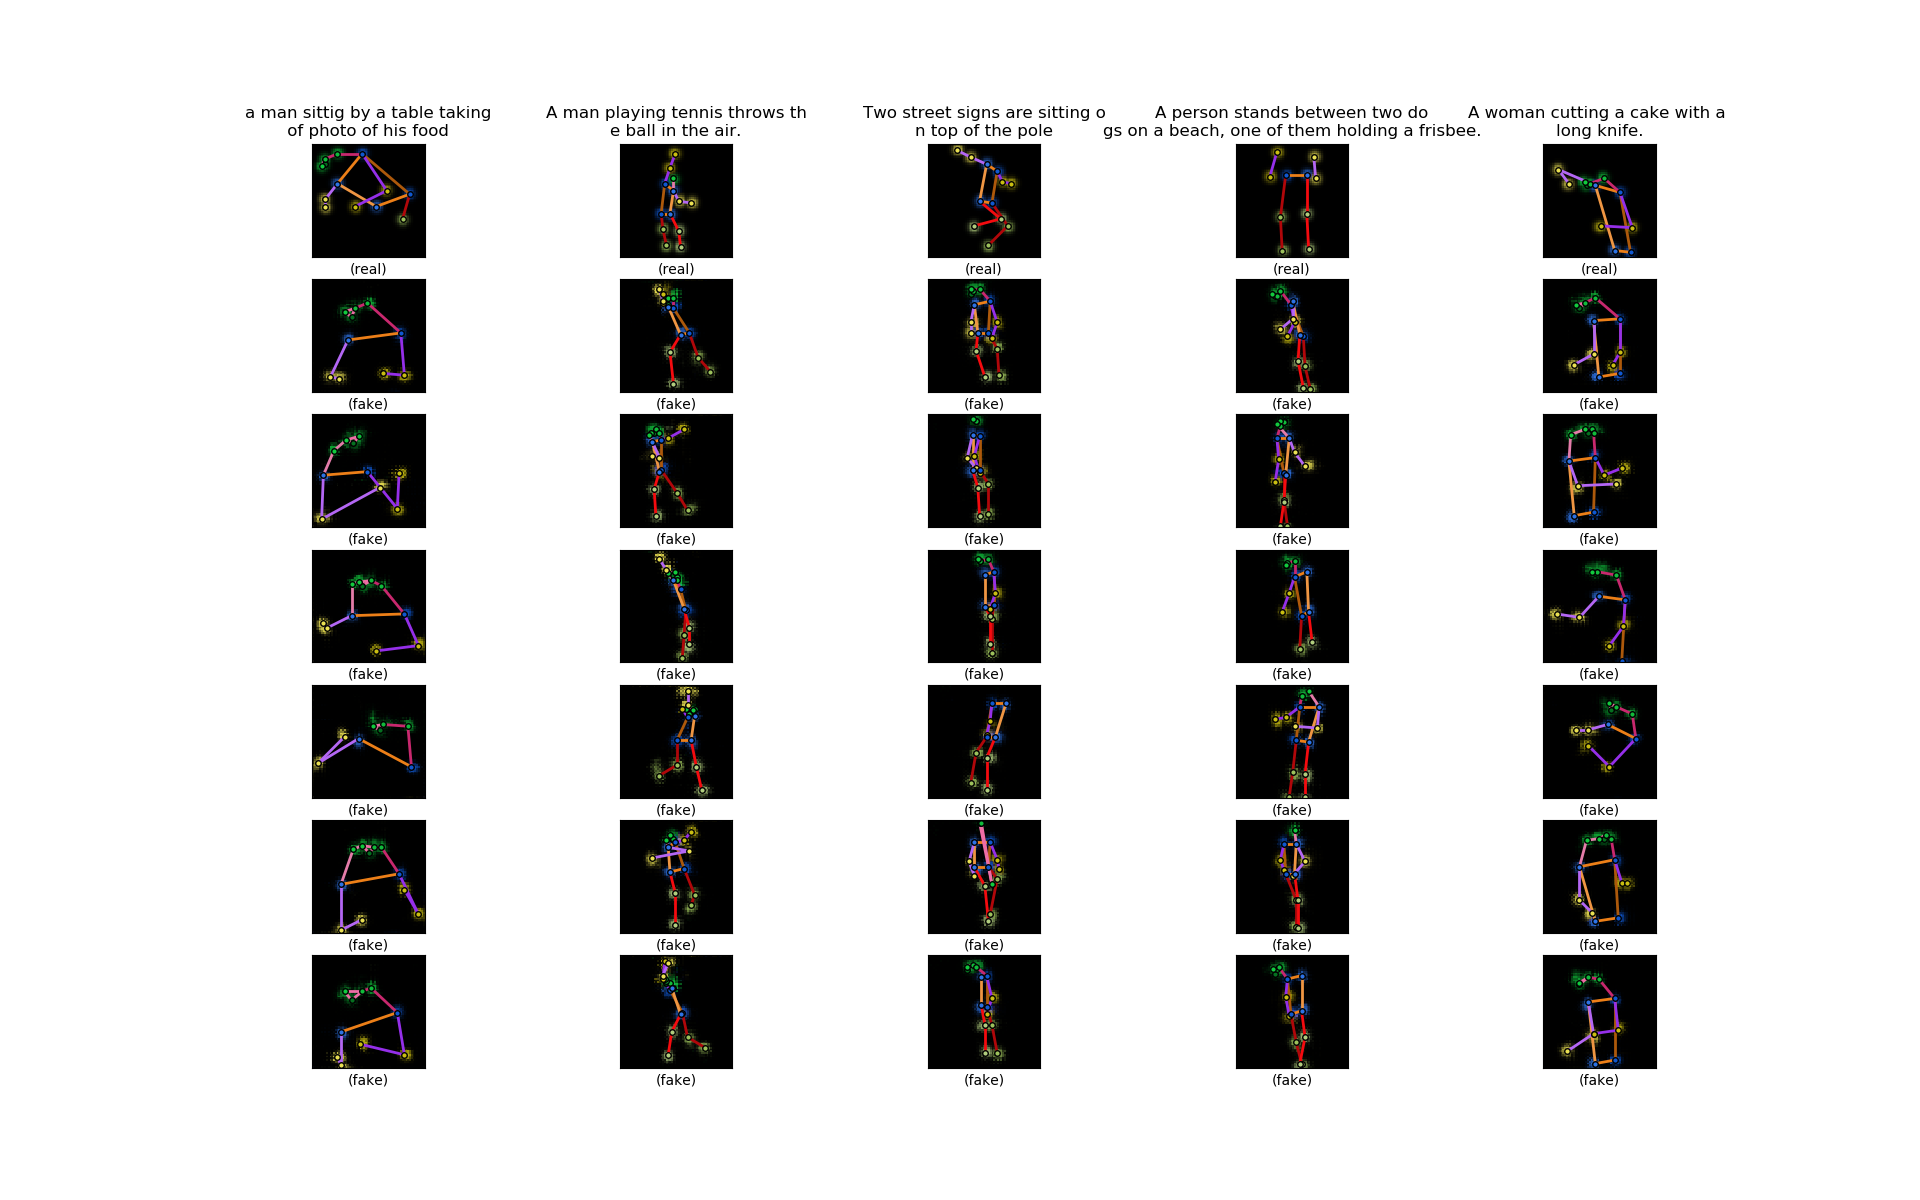 a man sittig by a table taking
of photo of his food
A man playing tennis throws th
e ball in the air.
Two street signs are sitting o
n top of the pole
A person stands between two do
gs on a beach, one of them holding a frisbee.
A woman cutting a cake with a
long knife.
(real) (real) (real) (real) (real)
(fake) (fake) (fake) (fake) (fake)
(fake) (fake) (fake) (fake) (fake)
(fake) (fake) (fake) (fake) (fake)
(fake) (fake) (fake) (fake) (fake)
(fake) (fake) (fake) (fake) (fake)
(fake) (fake) (fake) (fake) (fake)